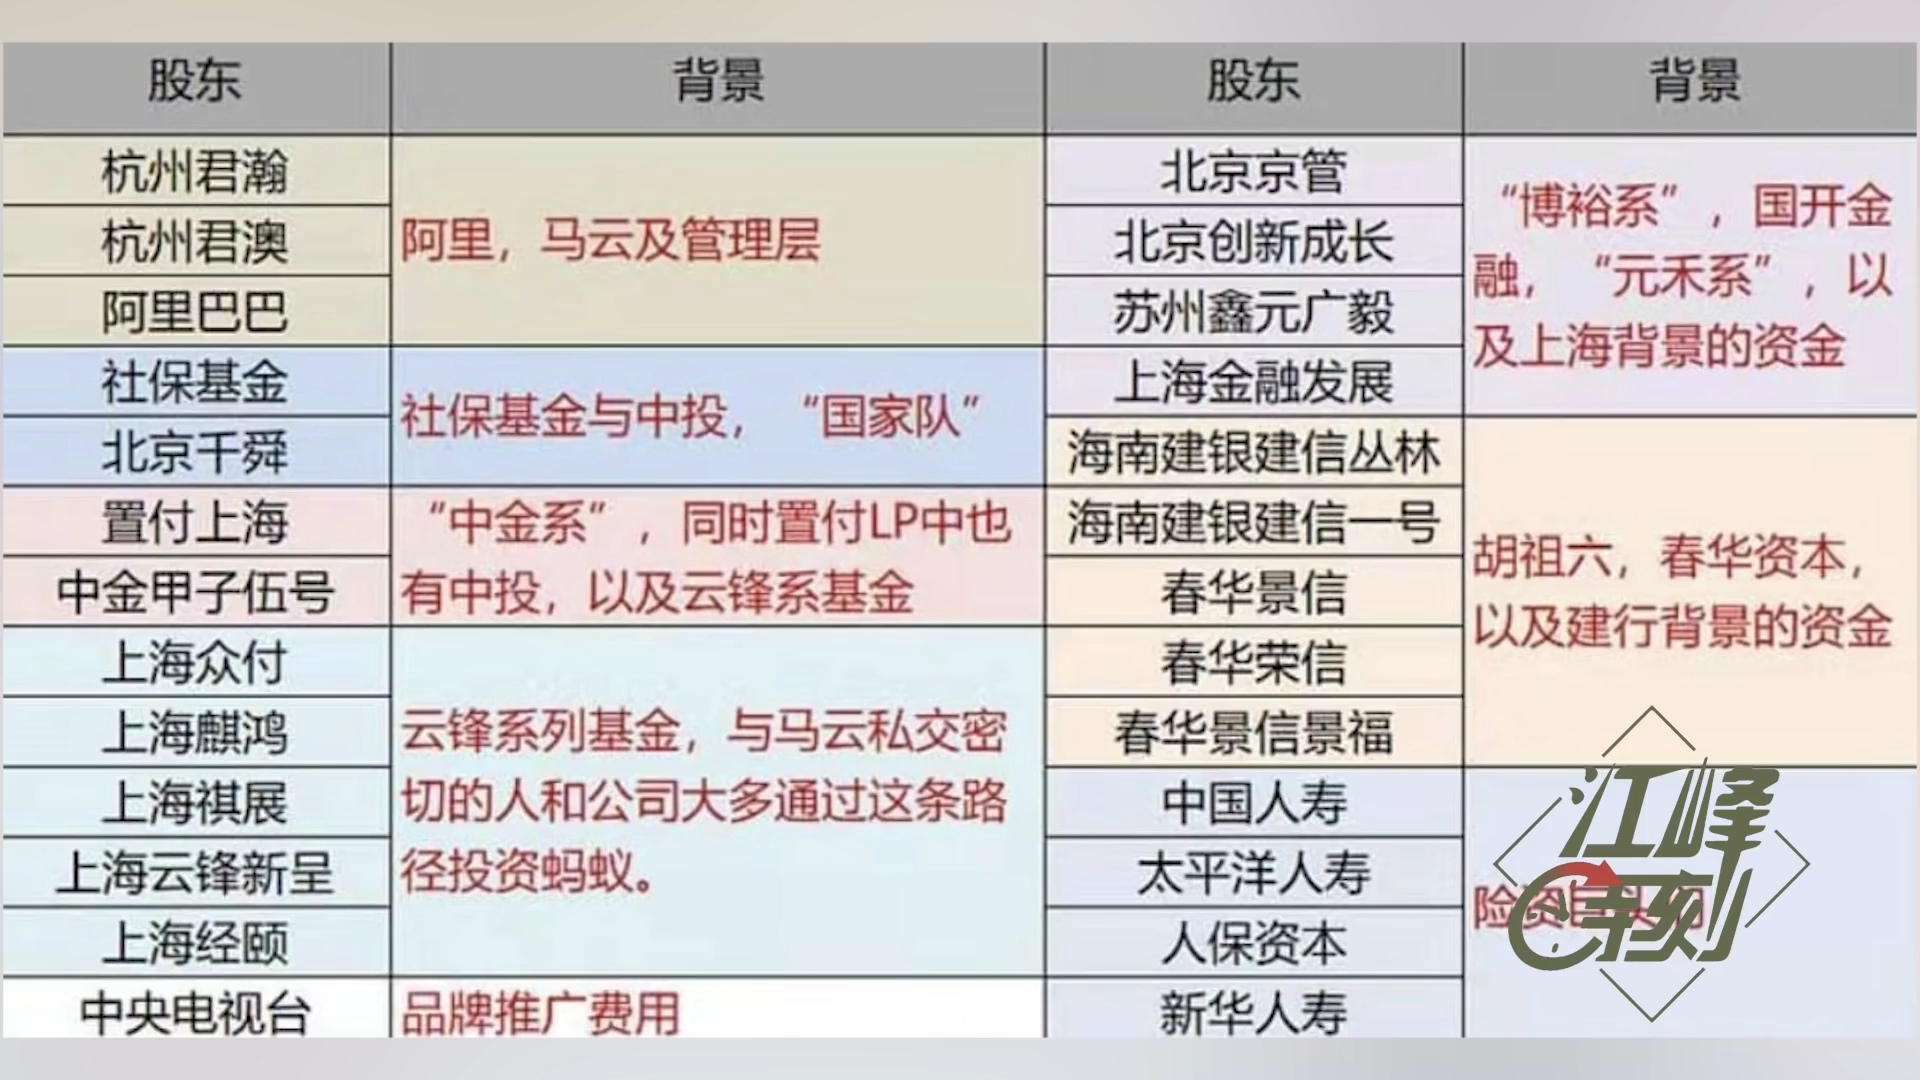 股东 背景 股东 背景
杭州君瀚
杭州君澳
阿里巴巴
阿里，马云及管理层
社保基金
北京千舜
社保基金与中投，“国家队”
置付上海
中金甲子伍号
“中金系”，同时置付LP中也
有中投，以及云锋系基金
上海众付
上海麒鸿
上海祺展
上海云锋新呈
上海经颐
云锋系列基金，与马云私交密
切的人和公司大多通过这条路
径投资蚂蚁。
中央电视台
品牌推广费用
北京京管
北京创新成长
苏州鑫元广毅
上海金融发展
“博裕系”，国开金
融，“元禾系”，以
及上海背景的资金
海南建银建信丛林
海南建银建信一号
春华景信
春华荣信
春华景信景福
胡祖六，春华资本，
以及建行背景的资金
中国人寿
太平洋人寿
人保资本
新华人寿
险资
江峰
时刻